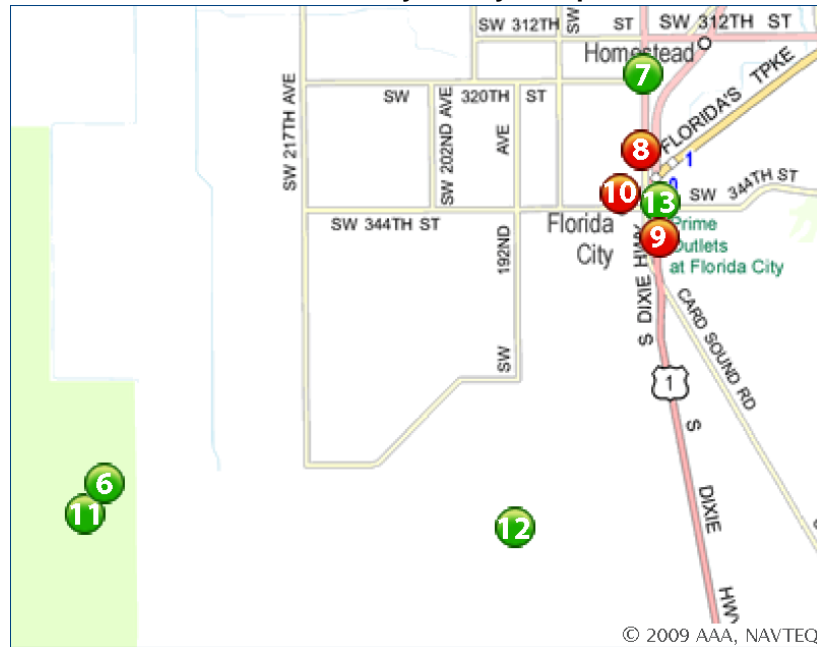 SW 312TH ST
SW
SW 312TH ST
Homestead
7
FLORIDA'S TPKE
SW 217TH AVE
SW 320TH ST
SW 202ND AVE
AVE
8
1
0
10
13
SW 344TH ST
SW 344TH ST
Florida
City
9
Prime
Outlets
at Florida City
192ND
SW
S DIXIE HWY
CARD SOUND RD
1
S DIXIE HWY
6
11
12
© 2009 AAA, NAVTEQ